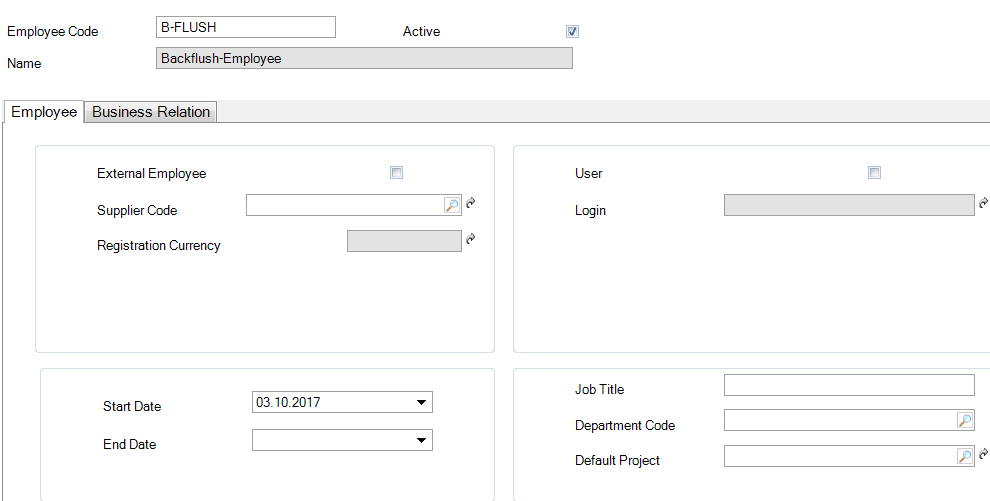 Employee Code B-FLUSH Active
Name Backflush-Employee
Employee Business Relation
External Employee
Supplier Code
Registration Currency
User
Login
Start Date 03.10.2017
End Date
Job Title
Department Code
Default Project